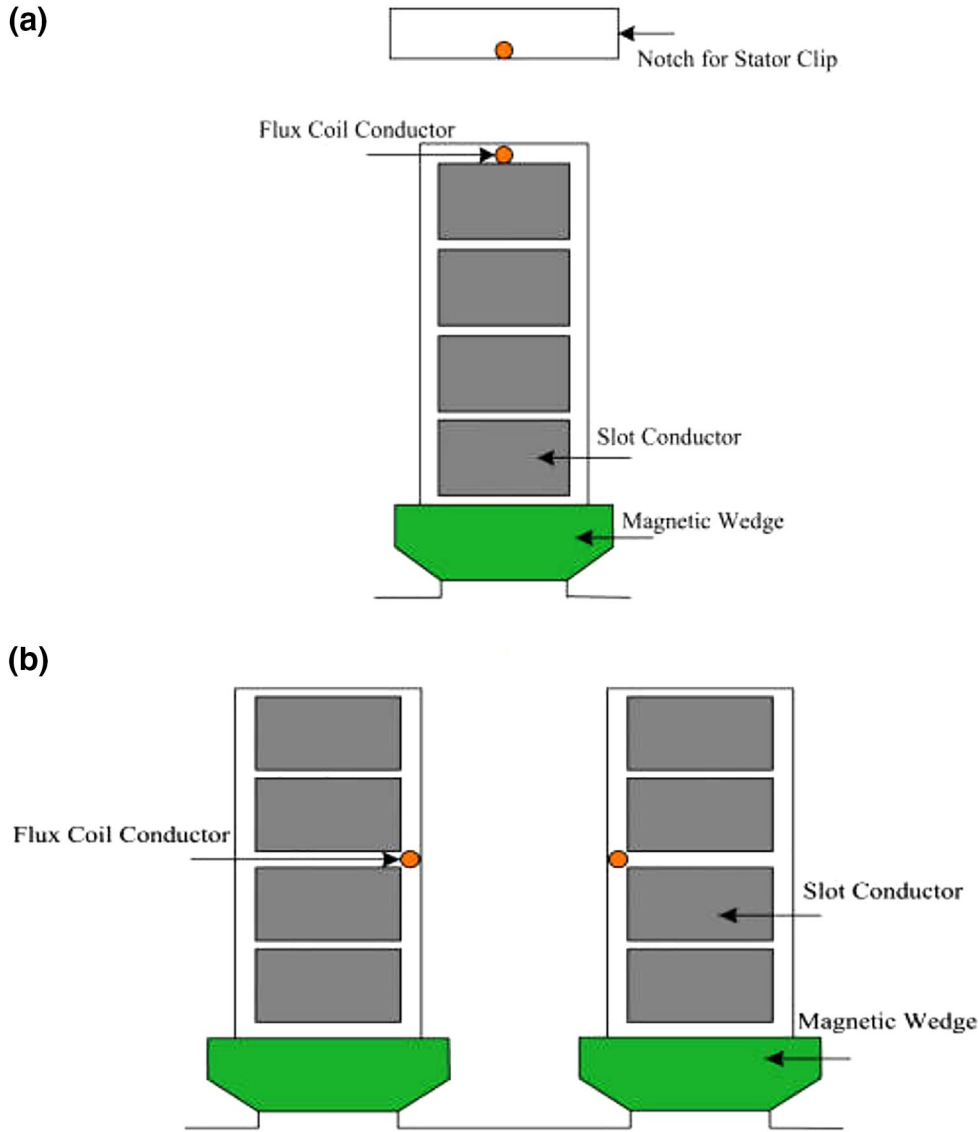 (a)
Notch for Stator Clip
Flux Coil Conductor
Slot Conductor
Magnetic Wedge
(b)
Flux Coil Conductor
Slot Conductor
Magnetic Wedge